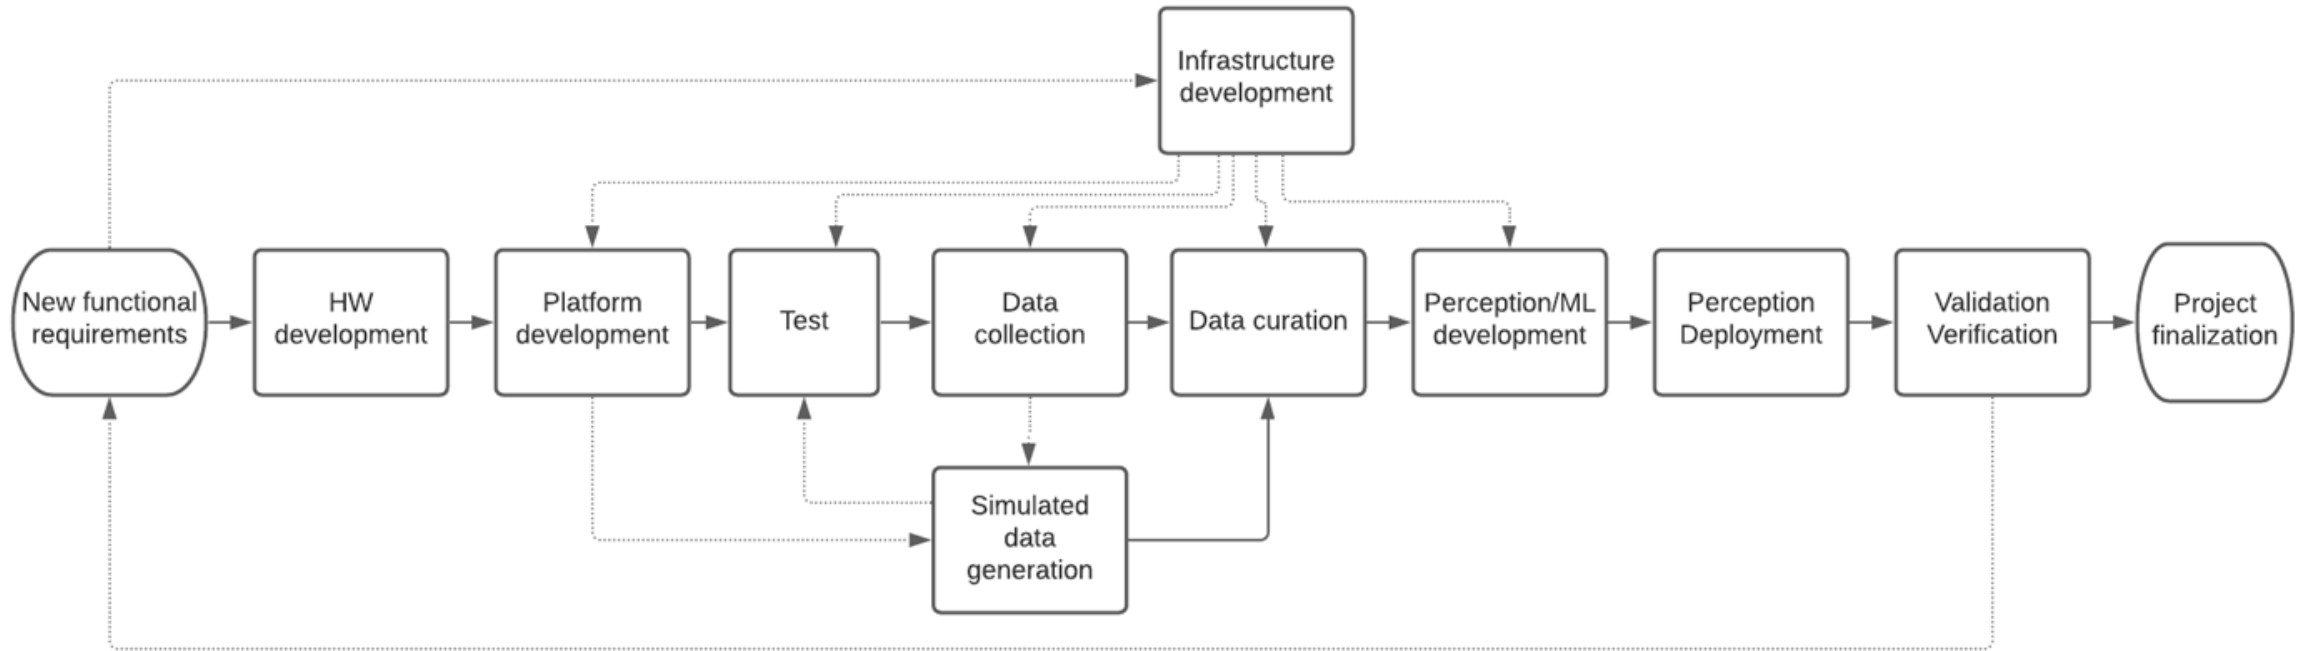 Infrastructure
development
New functional
requirements
HW
development
Platform
development
Test
Data
collection
Data curation
Perception/ML
development
Perception
Deployment
Validation
Verification
Project
finalization
Simulated
data
generation